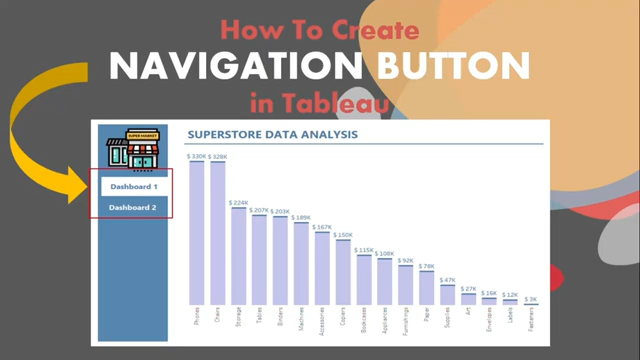 How To Create
NAVIGATION BUTTON
in Tableau
SUPER MARKET
SUPERSTORE DATA ANALYSIS
Dashboard 1
Dashboard 2
$ 330K
$ 328K
$ 224K
$ 207K
$ 203K
$ 189K
$ 167K
$ 150K
$ 115K
$ 108K
$ 92K
$ 78K
$ 47K
$ 27K
$ 16K
$ 12K
$ 3K
Phones
Chairs
Storage
Tables
Binders
Machines
Accessories
Copiers
Bookcases
Appliances
Furnishings
Paper
Supplies
Art
Envelopes
Labels
Fasteners